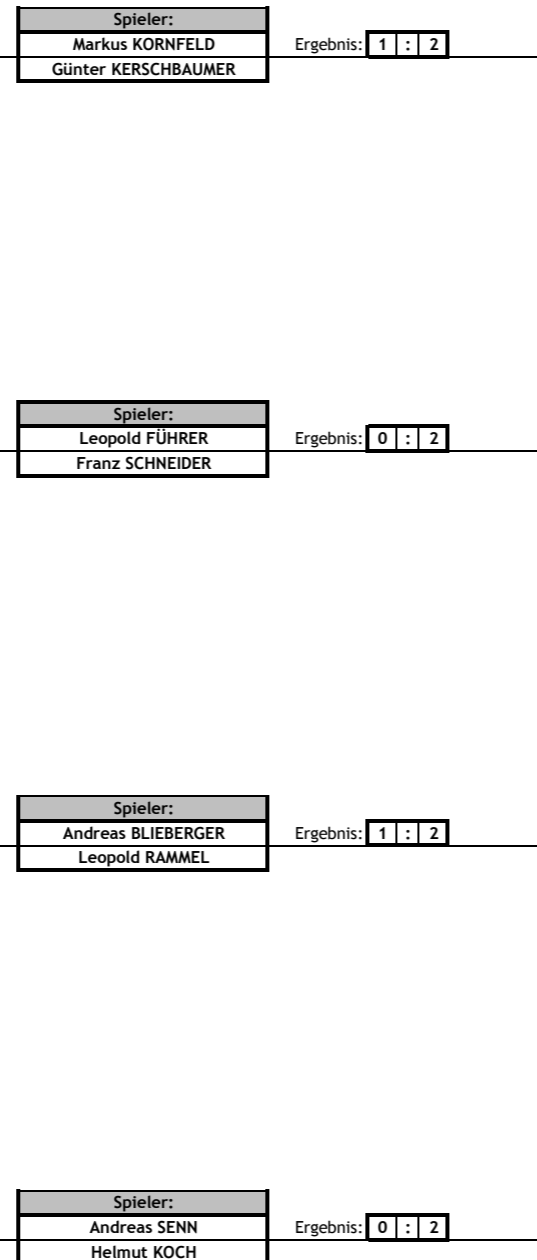 Spieler:
Markus KORNFELD Ergebnis: 1 : 2
Günter KERSCHBAUMER
Spieler:
Leopold FÜHRER Ergebnis: 0 : 2
Franz SCHNEIDER
Spieler:
Andreas BLIEBERGER Ergebnis: 1 : 2
Leopold RAMMEL
Spieler:
Andreas SENN Ergebnis: 0 : 2
Helmut KOCH